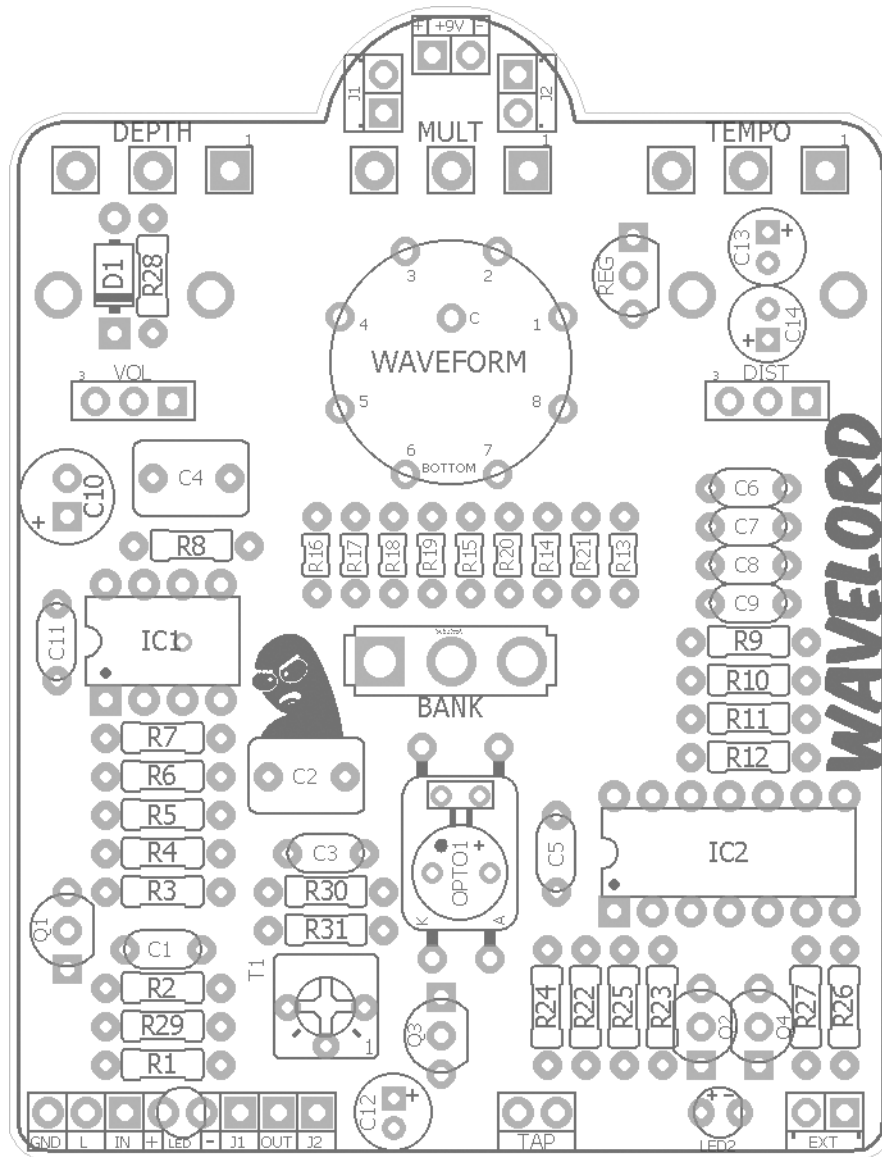 + +9V -
J1 J2
DEPTH MULT TEMPO
1 1 1
D1 R28
REG
C13 +
C14 +
3 2
4 C 1
WAVEFORM
5 8
6 7
BOTTOM
3 VOL
3 DIST
C10 +
C4
R8
R16 R17 R18 R19 R15 R20 R14 R21 R13
C6
C7
C8
C9
WAVELORD
C11
IC1
R9
R10
R11
R12
BANK
R7
R6
R5
R4
R3
C2
C3
R30
R31
OPTO1 +
K A
C5
IC2
Q1
C1
R2
R29
R1
T1
1
Q3
R24 R22 R25 R23 Q2 Q4 R27 R26
C12 +
GND L IN + LED - J1 OUT J2
TAP
+ -
LED2
EXT